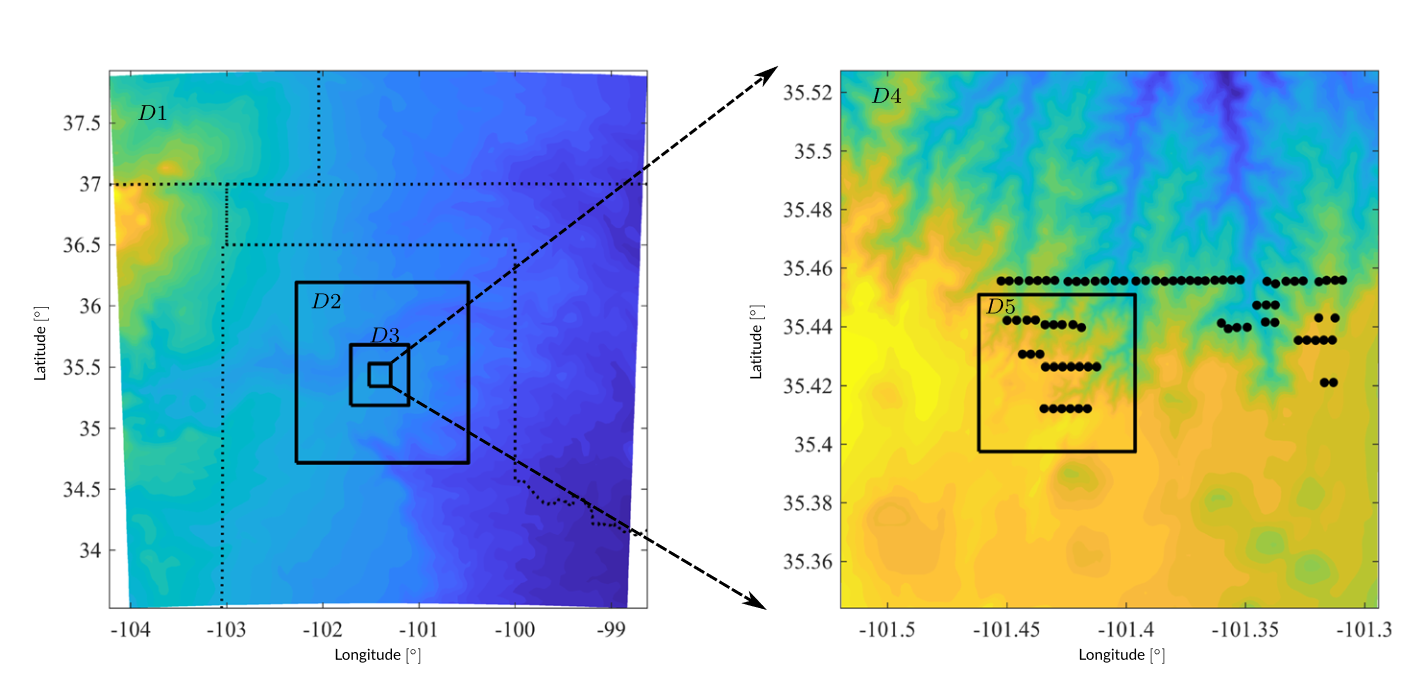 D1
D2
D3
37.5
37
36.5
36
35.5
35
34.5
34
Latitude [°]
-104 -103 -102 -101 -100 -99
Longitude [°]
D4
D5
35.52
35.5
35.48
35.46
35.44
35.42
35.4
35.38
35.36
Latitude [°]
-101.5 -101.45 -101.4 -101.35 -101.3
Longitude [°]